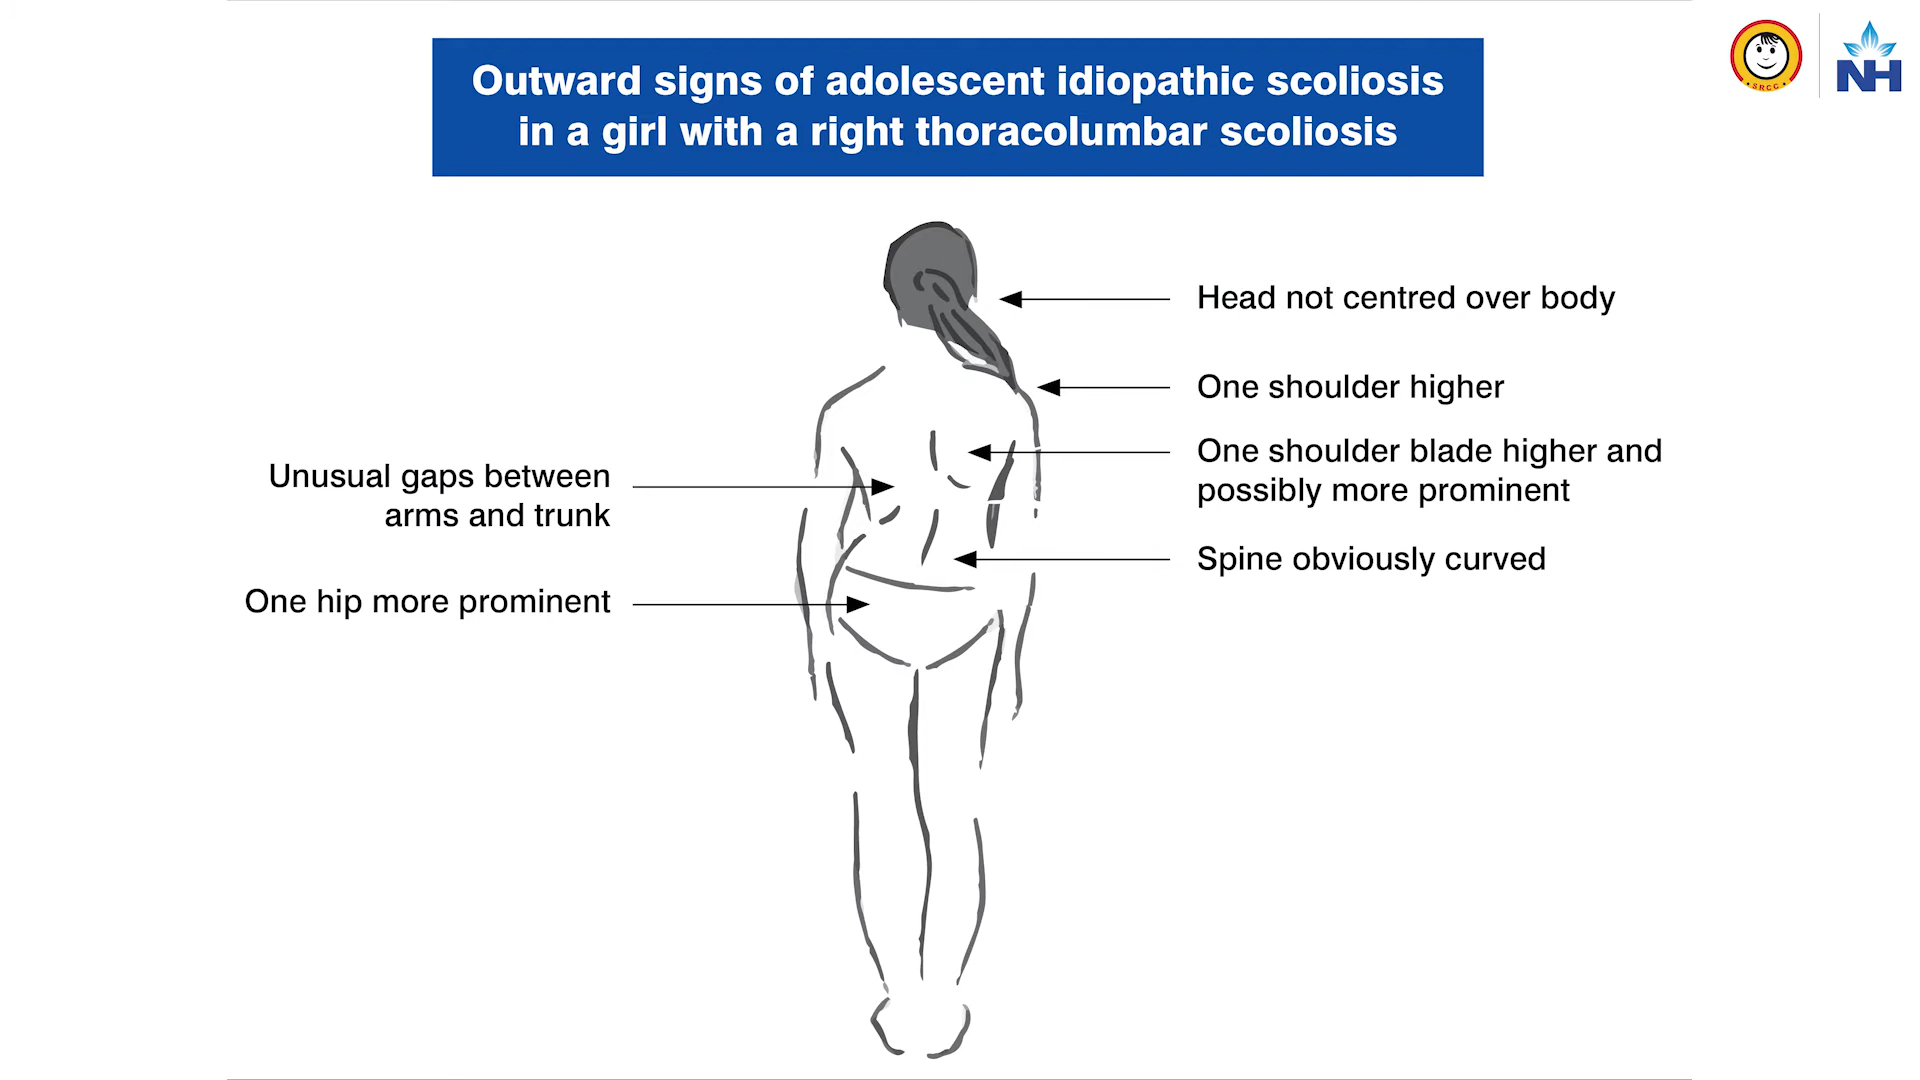 Outward signs of adolescent idiopathic scoliosis
in a girl with a right thoracolumbar scoliosis
SRCC
NH
Head not centred over body
One shoulder higher
One shoulder blade higher and
possibly more prominent
Spine obviously curved
Unusual gaps between
arms and trunk
One hip more prominent